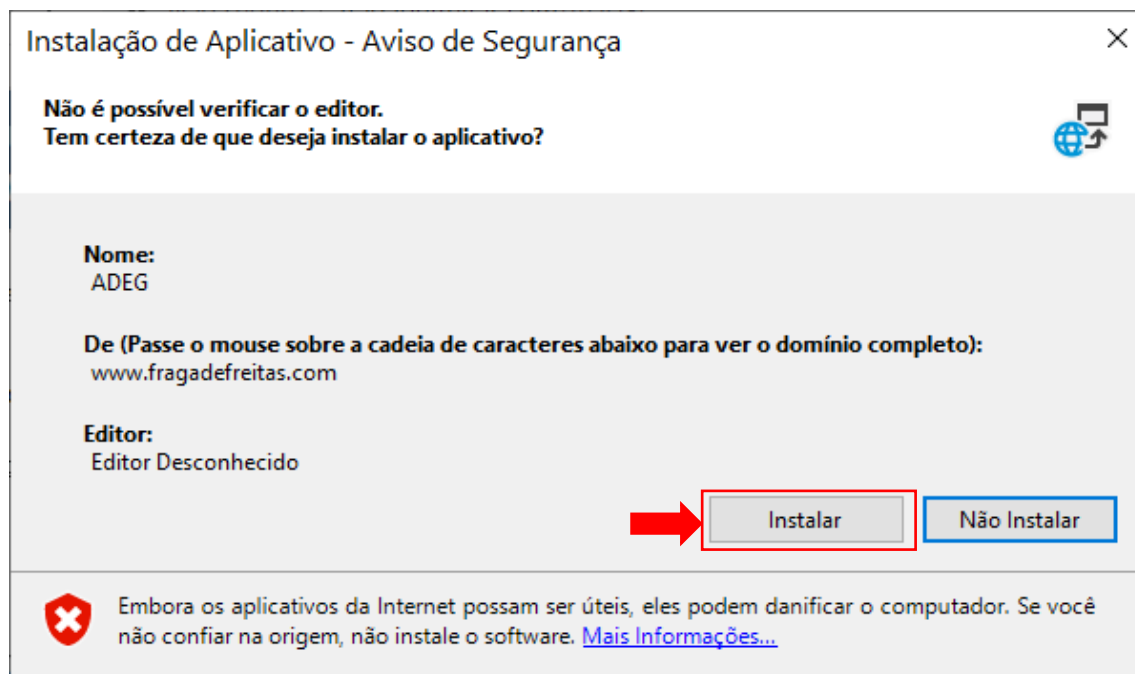 Instalação de Aplicativo - Aviso de Segurança
Não é possível verificar o editor.
Tem certeza de que deseja instalar o aplicativo?
Nome:
ADEG
De (Passe o mouse sobre a cadeia de caracteres abaixo para ver o domínio completo):
www.fragadefreitas.com
Editor:
Editor Desconhecido
Instalar
Não Instalar
Embora os aplicativos da Internet possam ser úteis, eles podem danificar o computador. Se você
não confiar na origem, não instale o software. Mais Informações...